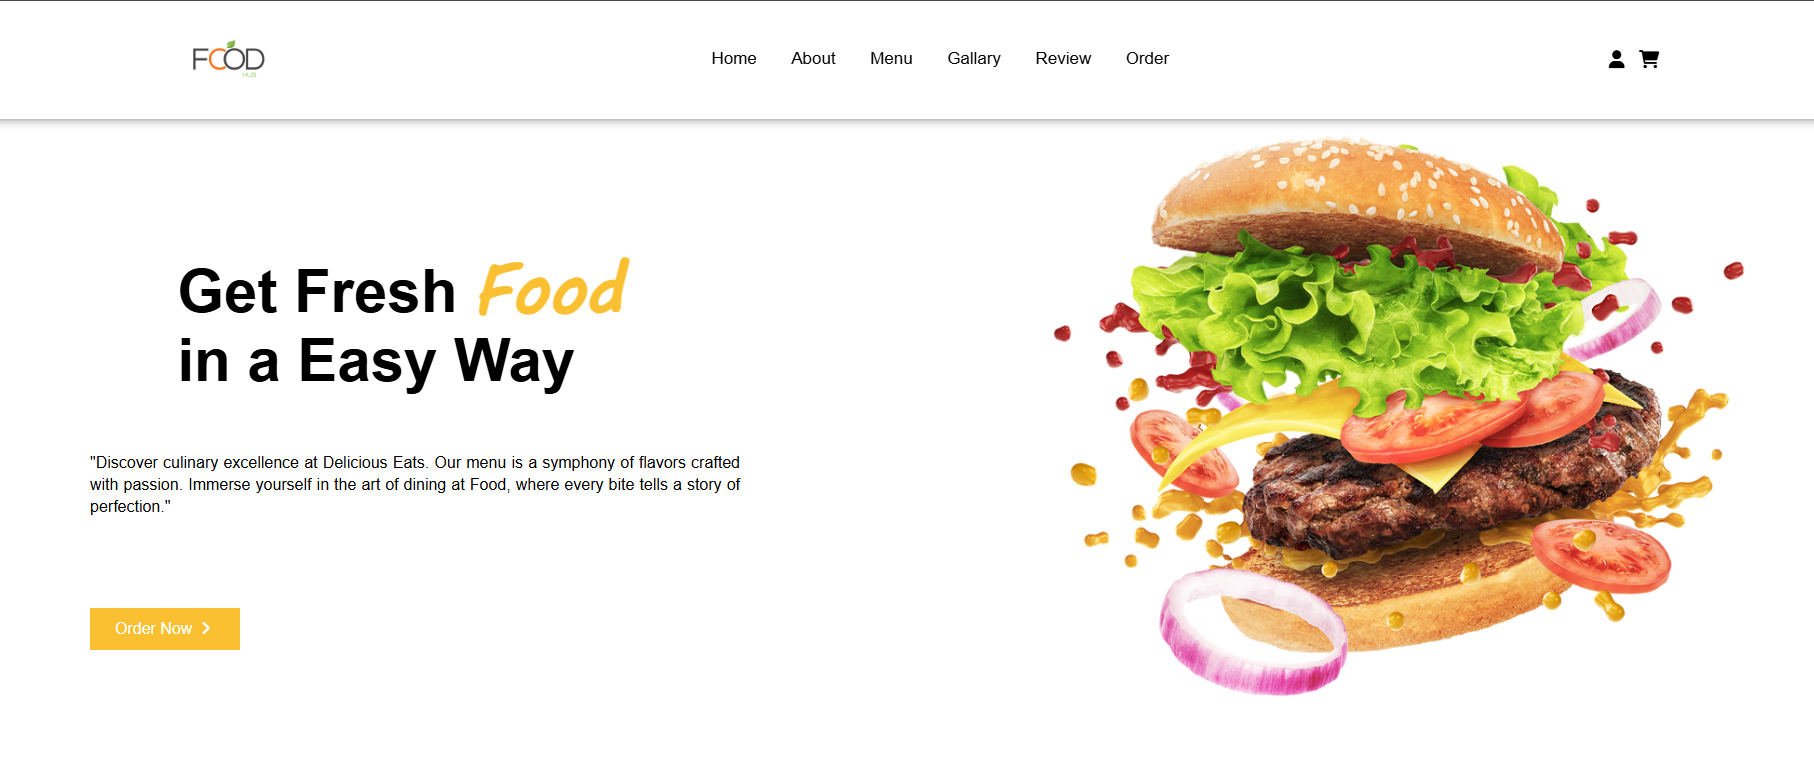 FOOD
HUB
Home About Menu Gallary Review Order
Get Fresh Food
in a Easy Way
"Discover culinary excellence at Delicious Eats. Our menu is a symphony of flavors crafted
with passion. Immerse yourself in the art of dining at Food, where every bite tells a story of
perfection."
Order Now